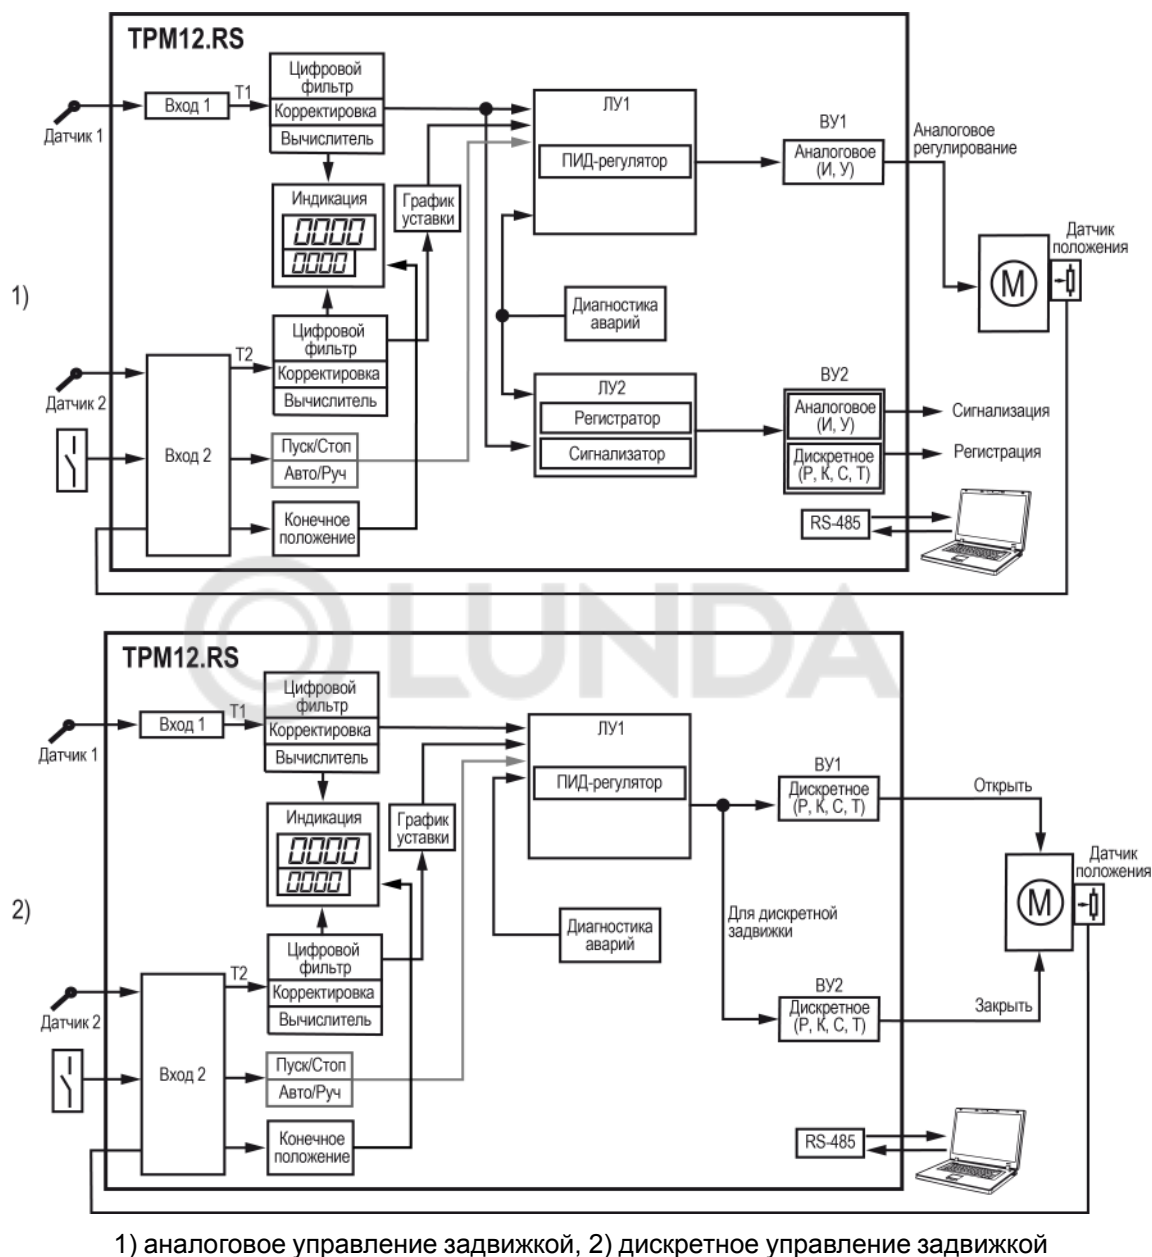 ТРМ12.RS
Цифровой
фильтр
Корректировка
Вычислитель
Вход 1
T1
Датчик 1
ЛУ1
ПИД-регулятор
ВУ1
Аналоговое
(И, У)
Аналоговое
регулирование
Индикация
0000
0000
График
уставки
Датчик
положения
M
1)
Диагностика
аварий
Цифровой
фильтр
Корректировка
Вычислитель
T2
Датчик 2
Вход 2
ЛУ2
Регистратор
Сигнализатор
ВУ2
Аналоговое
(И, У)
Дискретное
(Р, К, С, Т)
Сигнализация
Регистрация
Пуск/Стоп
Авто/Руч
Конечное
положение
RS-485
LUNDA
ТРМ12.RS
Цифровой
фильтр
Корректировка
Вычислитель
Вход 1
T1
Датчик 1
ЛУ1
ПИД-регулятор
ВУ1
Дискретное
(Р, К, С, Т)
Открыть
Индикация
0000
0000
График
уставки
Датчик
положения
M
2)
Диагностика
аварий
Для дискретной
задвижки
Цифровой
фильтр
Корректировка
Вычислитель
T2
Датчик 2
Вход 2
ВУ2
Дискретное
(Р, К, С, Т)
Закрыть
Пуск/Стоп
Авто/Руч
Конечное
положение
RS-485
1) аналоговое управление задвижкой, 2) дискретное управление задвижкой